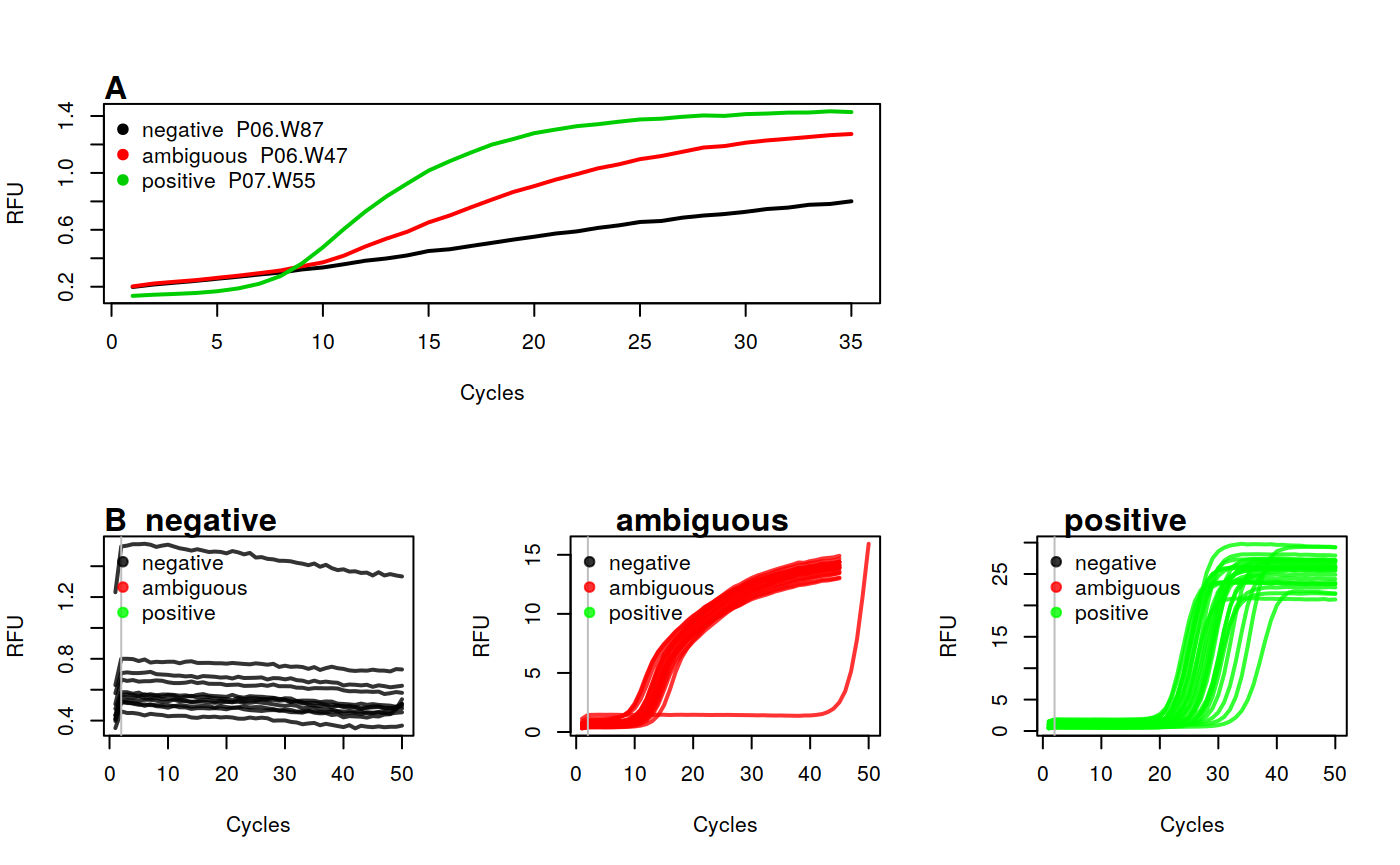 A
1.4
1.0
0.6
0.2
RFU
negative P06.W87
ambiguous P06.W47
positive P07.W55
0 5 10 15 20 25 30 35
Cycles
B negative
1.2
0.8
0.4
RFU
negative
ambiguous
positive
0 10 20 30 40 50
Cycles
ambiguous
15
10
5
0
RFU
negative
ambiguous
positive
0 10 20 30 40 50
Cycles
positive
25
15
5
0
RFU
negative
ambiguous
positive
0 10 20 30 40 50
Cycles